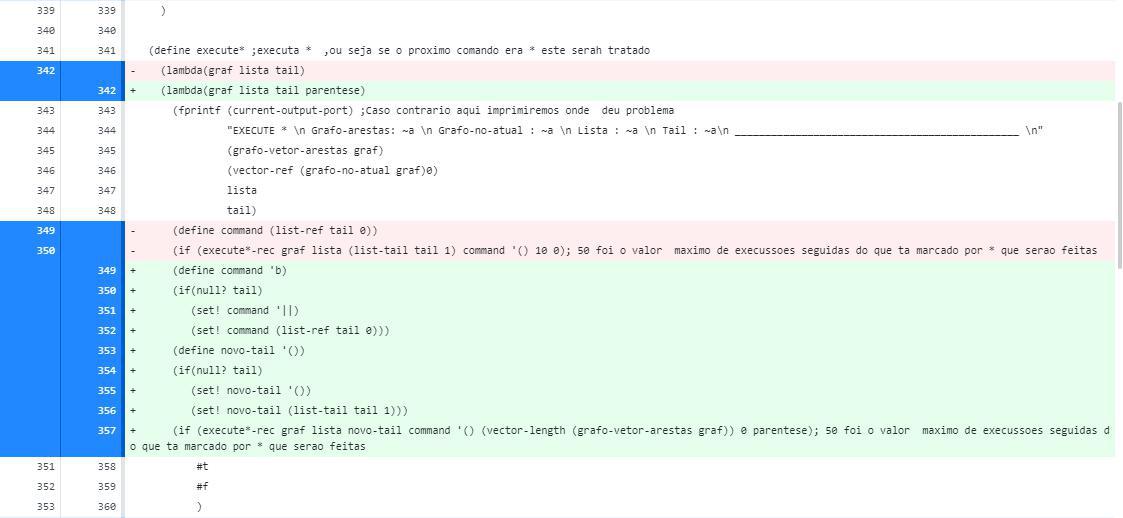 339 339 )
340 340
341 341 (define execute* ;executa * ,ou seja se o proximo comando era * este serah tratado
342 - (lambda(graf lista tail)
342 + (lambda(graf lista tail parentese)
343 343 (fprintf (current-output-port) ;Caso contrario aqui imprimiremos onde deu problema
344 344 "EXECUTE * \n Grafo-arestas: ~a \n Grafo-no-atual : ~a \n Lista : ~a \n Tail : ~a\n _______________________________________________ \n"
345 345 (grafo-vetor-arestas graf)
346 346 (vector-ref (grafo-no-atual graf)0)
347 347 lista
348 348 tail)
349 - (define command (list-ref tail 0))
350 - (if (execute*-rec graf lista (list-tail tail 1) command '() 10 0); 50 foi o valor maximo de execussoes seguidas do que ta marcado por * que serao feitas
349 + (define command 'b)
350 + (if(null? tail)
351 + (set! command '||)
352 + (set! command (list-ref tail 0)))
353 + (define novo-tail '())
354 + (if(null? tail)
355 + (set! novo-tail '())
356 + (set! novo-tail (list-tail tail 1)))
357 + (if (execute*-rec graf lista novo-tail command '() (vector-length (grafo-vetor-arestas graf)) 0 parentese); 50 foi o valor maximo de execussoes seguidas d
o que ta marcado por * que serao feitas
351 358 #t
352 359 #f
353 360 )